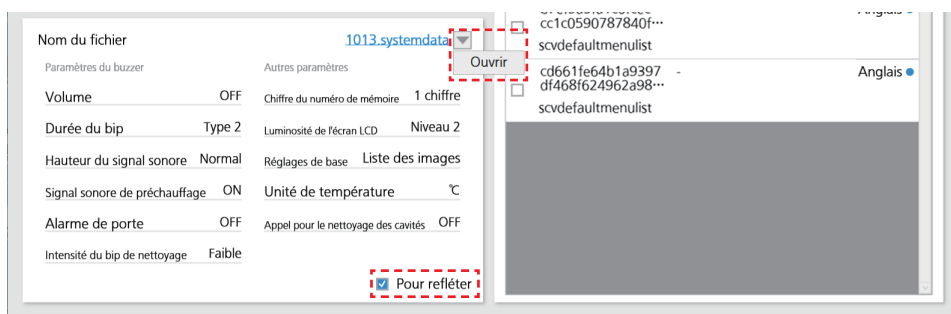 Nom du fichier 1013.systemdata
Ouvrir
Paramètres du buzzer Autres paramètres
Volume OFF Chiffre du numéro de mémoire 1 chiffre
Durée du bip Type 2 Luminosité de l'écran LCD Niveau 2
Hauteur du signal sonore Normal Réglages de base Liste des images
Signal sonore de préchauffage ON Unité de température ℃
Alarme de porte OFF Appel pour le nettoyage des cavités OFF
Intensité du bip de nettoyage Faible
Pour refléter
cc1c0590787840f···
scvdefaultmenulist
cd661fe64b1a9397 - Anglais
df468f624962a98···
scvdefaultmenulist